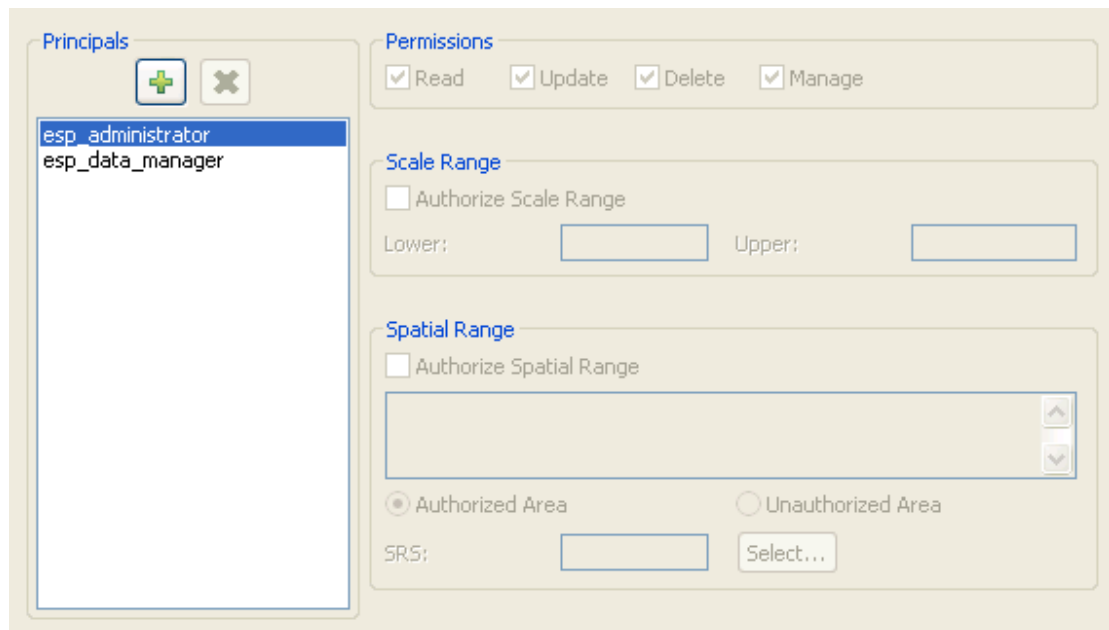 Principals
esp_administrator
esp_data_manager
Permissions
Read Update Delete Manage
Scale Range
Authorize Scale Range
Lower: Upper:
Spatial Range
Authorize Spatial Range
Authorized Area Unauthorized Area
SRS: Select...